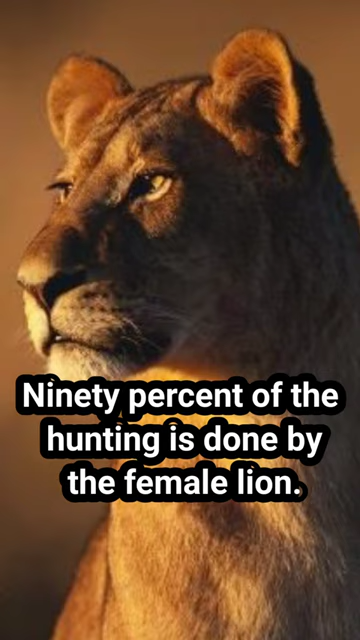 Ninety percent of the
hunting is done by
the female lion.